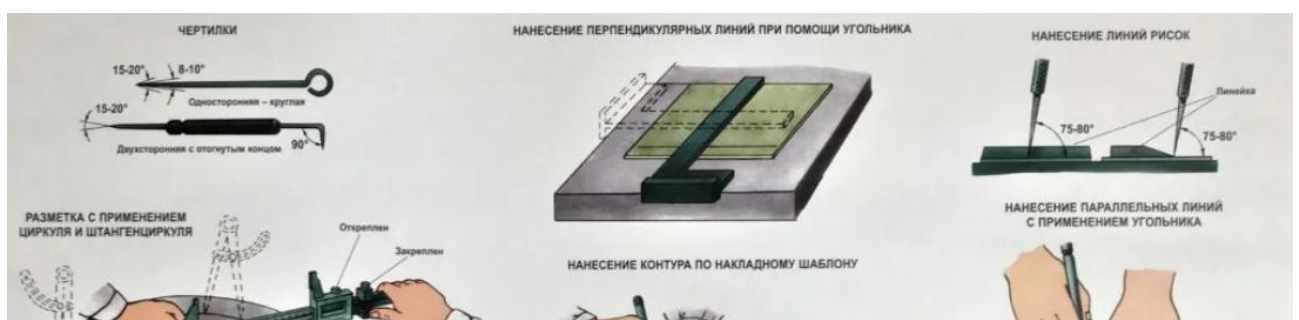 ЧЕРТИЛКИ
15-20°
8-10°
Односторонняя – круглая
15-20°
90°
Двухсторонняя с отогнутым концом
НАНЕСЕНИЕ ПЕРПЕНДИКУЛЯРНЫХ ЛИНИЙ ПРИ ПОМОЩИ УГОЛЬНИКА
НАНЕСЕНИЕ ЛИНИЙ РИСОК
Линейка
75-80°
75-80°
РАЗМЕТКА С ПРИМЕНЕНИЕМ
ЦИРКУЛЯ И ШТАНГЕНЦИРКУЛЯ
Откреплен
Закреплен
НАНЕСЕНИЕ КОНТУРА ПО НАКЛАДНОМУ ШАБЛОНУ
НАНЕСЕНИЕ ПАРАЛЛЕЛЬНЫХ ЛИНИЙ
С ПРИМЕНЕНИЕМ УГОЛЬНИКА